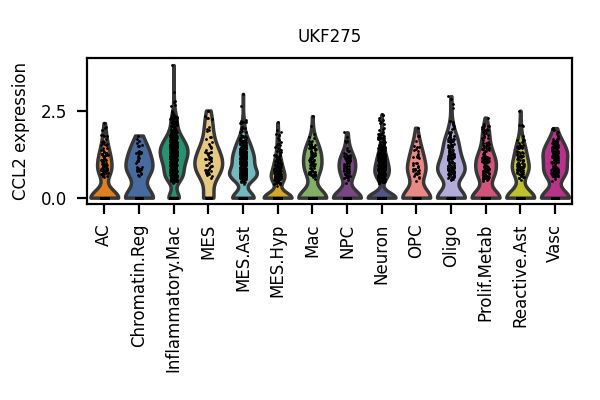 UKF275
CCL2 expression
2.5
0.0
AC
Chromatin.Reg
Inflammatory.Mac
MES
MES.Ast
MES.Hyp
Mac
NPC
Neuron
OPC
Oligo
Prolif.Metab
Reactive.Ast
Vasc